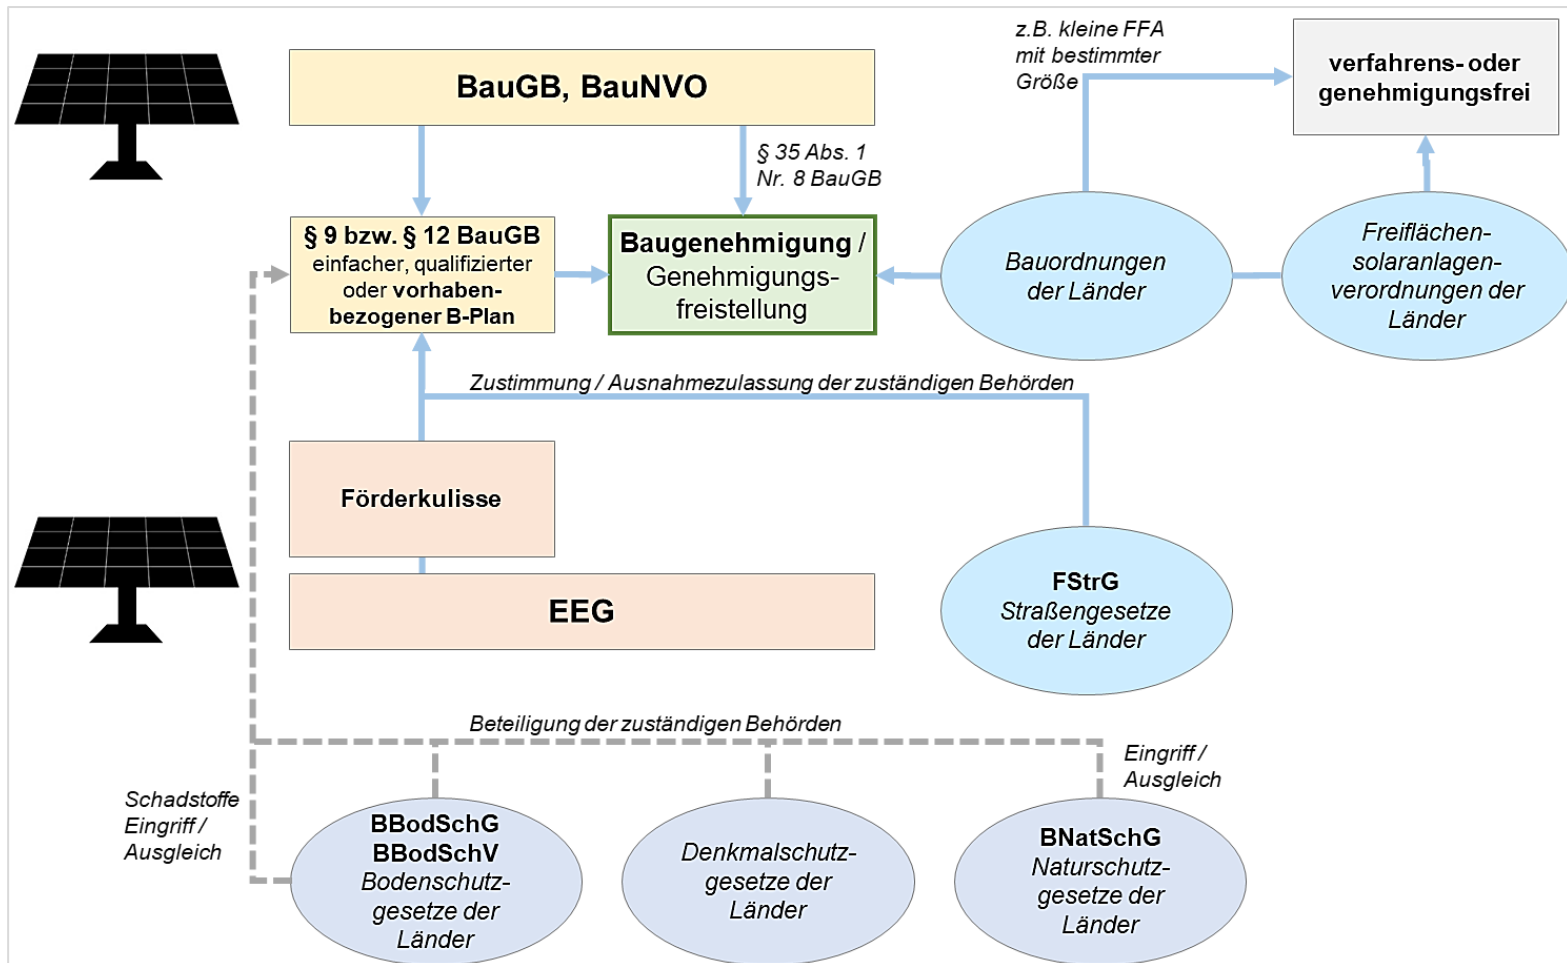 BauGB, BauNVO
z.B. kleine FFA
mit bestimmter
Größe
verfahrens- oder
genehmigungsfrei
§ 35 Abs. 1
Nr. 8 BauGB
§ 9 bzw. § 12 BauGB
einfacher, qualifizierter
oder vorhaben-
bezogener B-Plan
Baugenehmigung /
Genehmigungs-
freistellung
Bauordnungen
der Länder
Freiflächen-
solaranlagen-
verordnungen der
Länder
Zustimmung / Ausnahmezulassung der zuständigen Behörden
Förderkulisse
EEG
FStrG
Straßengesetze
der Länder
Beteiligung der zuständigen Behörden
Eingriff /
Ausgleich
Schadstoffe
Eingriff /
Ausgleich
BBodSchG
BBodSchV
Bodenschutz-
gesetze der
Länder
Denkmalschutz-
gesetze der
Länder
BNatSchG
Naturschutz-
gesetze der
Länder